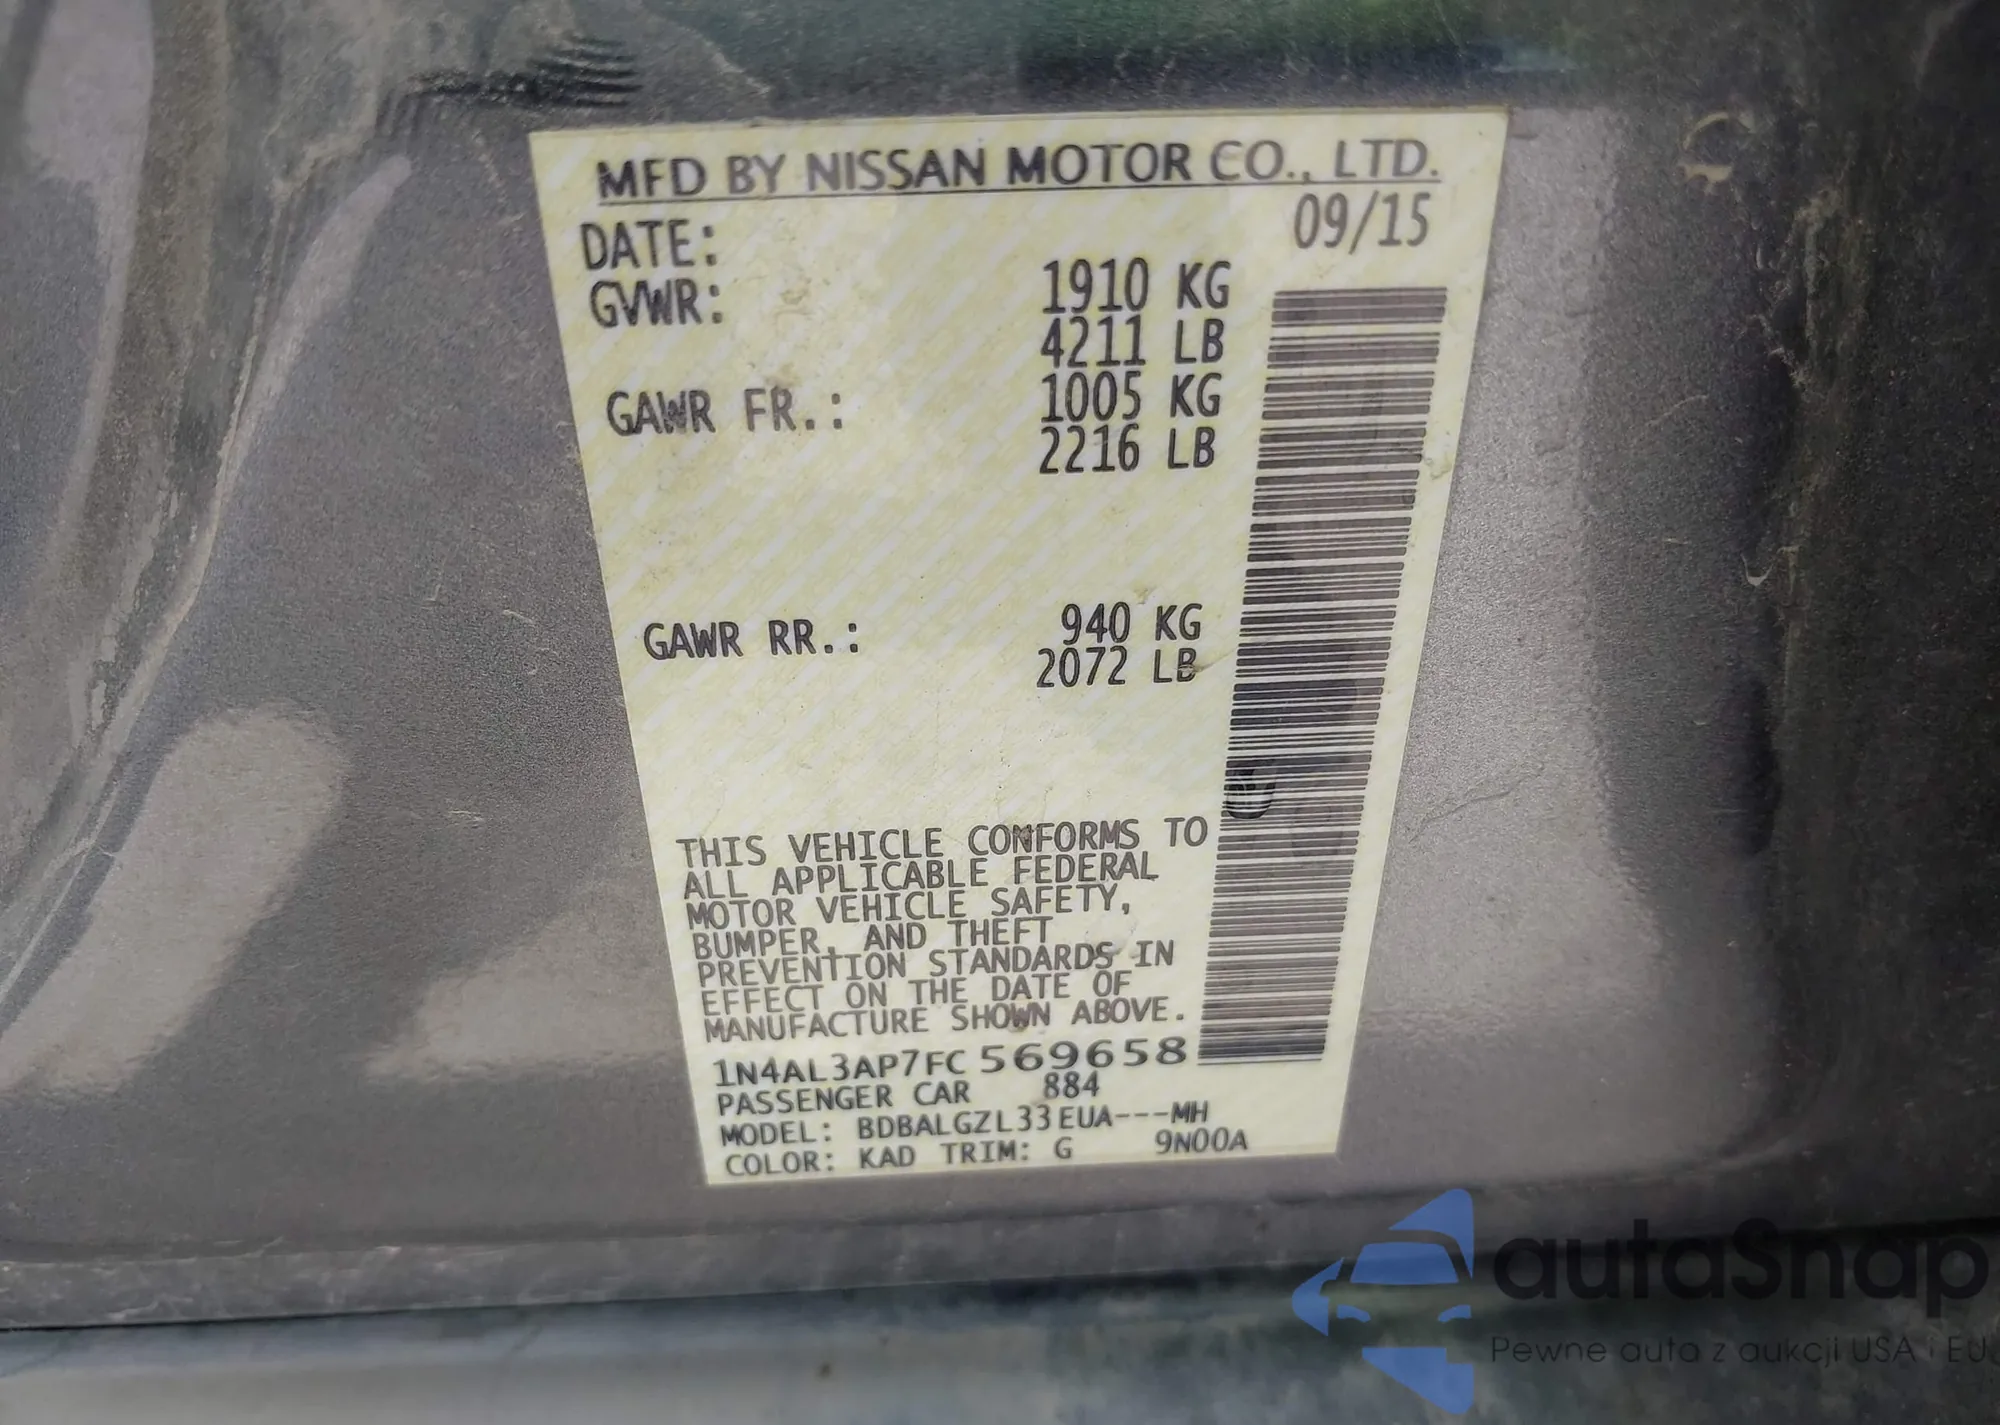 MFD BY NISSAN MOTOR CO., LTD.
DATE: 09/15
GVWR: 1910 KG
4211 LB
GAWR FR.: 1005 KG
2216 LB
GAWR RR.: 940 KG
2072 LB
THIS VEHICLE CONFORMS TO
ALL APPLICABLE FEDERAL
MOTOR VEHICLE SAFETY,
BUMPER, AND THEFT
PREVENTION STANDARDS IN
EFFECT ON THE DATE OF
MANUFACTURE SHOWN ABOVE.
1N4AL3AP7FC569658
PASSENGER CAR 884
MODEL: BDBALGZL33EUA---MH
COLOR: KAD TRIM: G 9N00A
autaSnap
Pewne auta z aukcji USA i EU